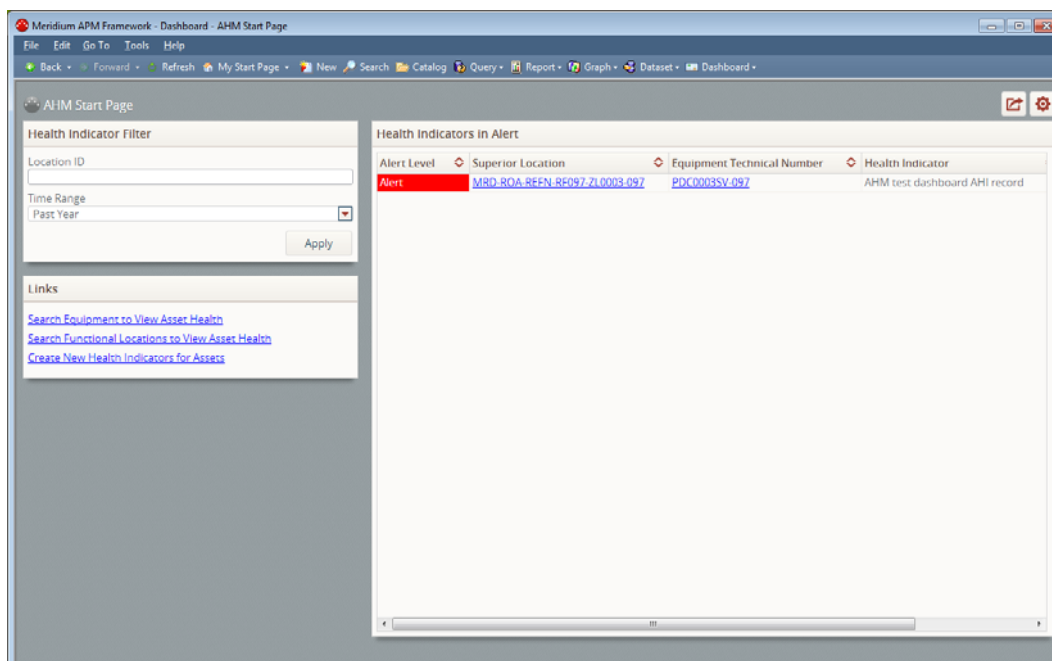 Meridium APM Framework - Dashboard - AHM Start Page
File Edit Go To Tools Help
Back Forward Refresh My Start Page New Search Catalog Query Report Graph Dataset Dashboard
AHM Start Page
Health Indicator Filter
Location ID
Time Range
Past Year
Apply
Links
Search Equipment to View Asset Health
Search Functional Locations to View Asset Health
Create New Health Indicators for Assets
Health Indicators in Alert
Alert Level Superior Location Equipment Technical Number Health Indicator
Alert MRD-ROA-REFN-RF097-ZL0003-097 PDC0003SV-097 AHM test dashboard AHI record